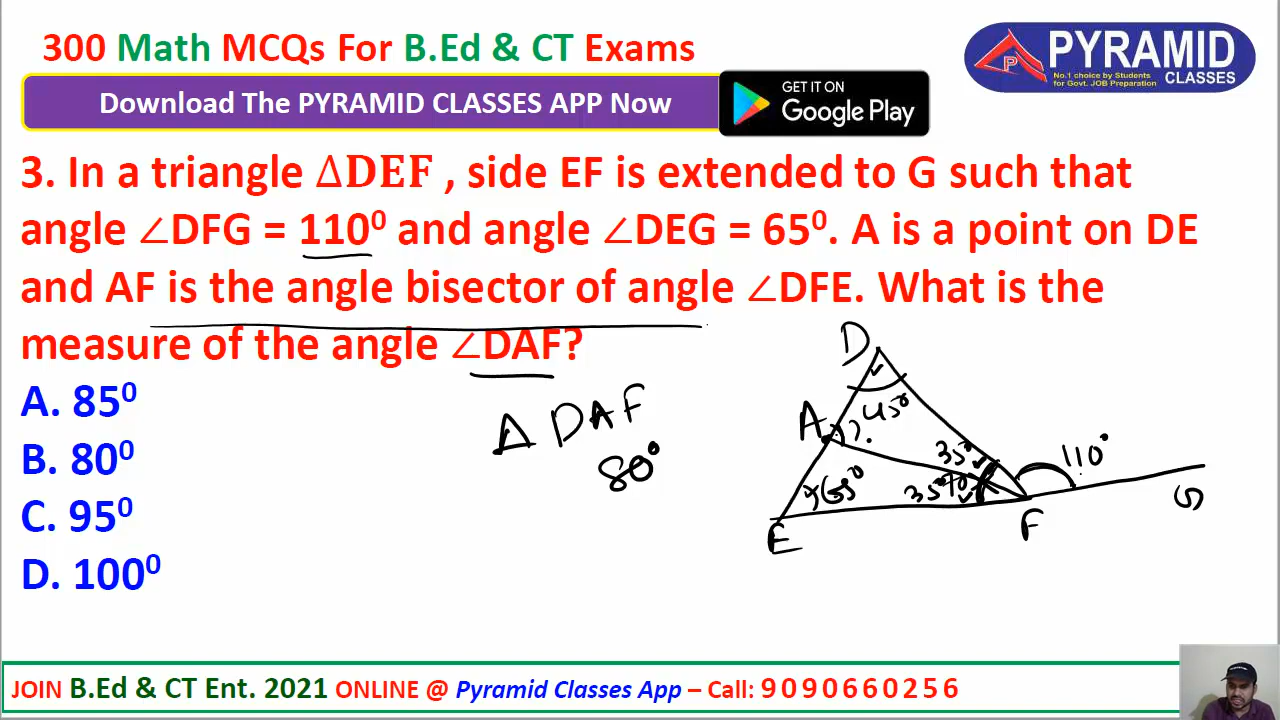 300 Math MCQs For B.Ed & CT Exams
PYRAMID
CLASSES
No.1 choice by Students
for Govt. JOB Preparation
P
Download The PYRAMID CLASSES APP Now
GET IT ON
Google Play
3. In a triangle ΔDEF , side EF is extended to G such that
angle ∠DFG = 110⁰ and angle ∠DEG = 65⁰. A is a point on DE
and AF is the angle bisector of angle ∠DFE. What is the
measure of the angle ∠DAF?
A. 85⁰
B. 80⁰
C. 95⁰
D. 100⁰
Δ DAF
80°
D
45°
A
?
35°
110°
65°
35°
70°
G
E
F
JOIN B.Ed & CT Ent. 2021 ONLINE @ Pyramid Classes App – Call: 9090660256